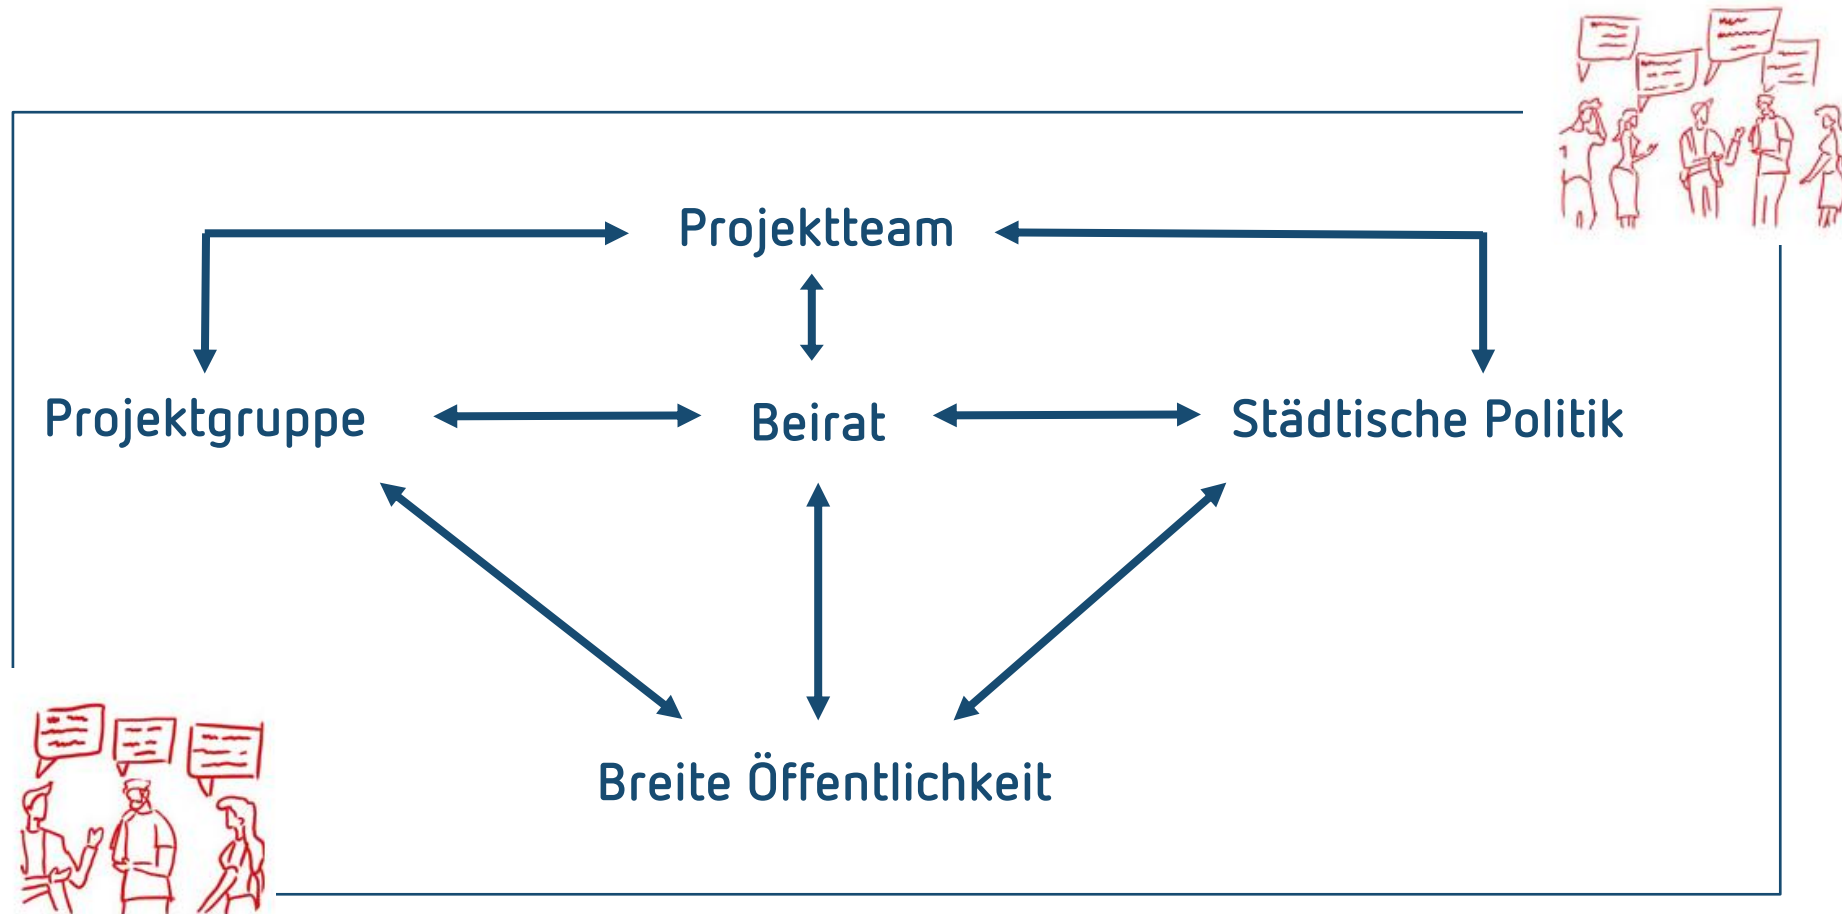 Projektteam
Projektgruppe
Beirat
Städtische Politik
Breite Öffentlichkeit